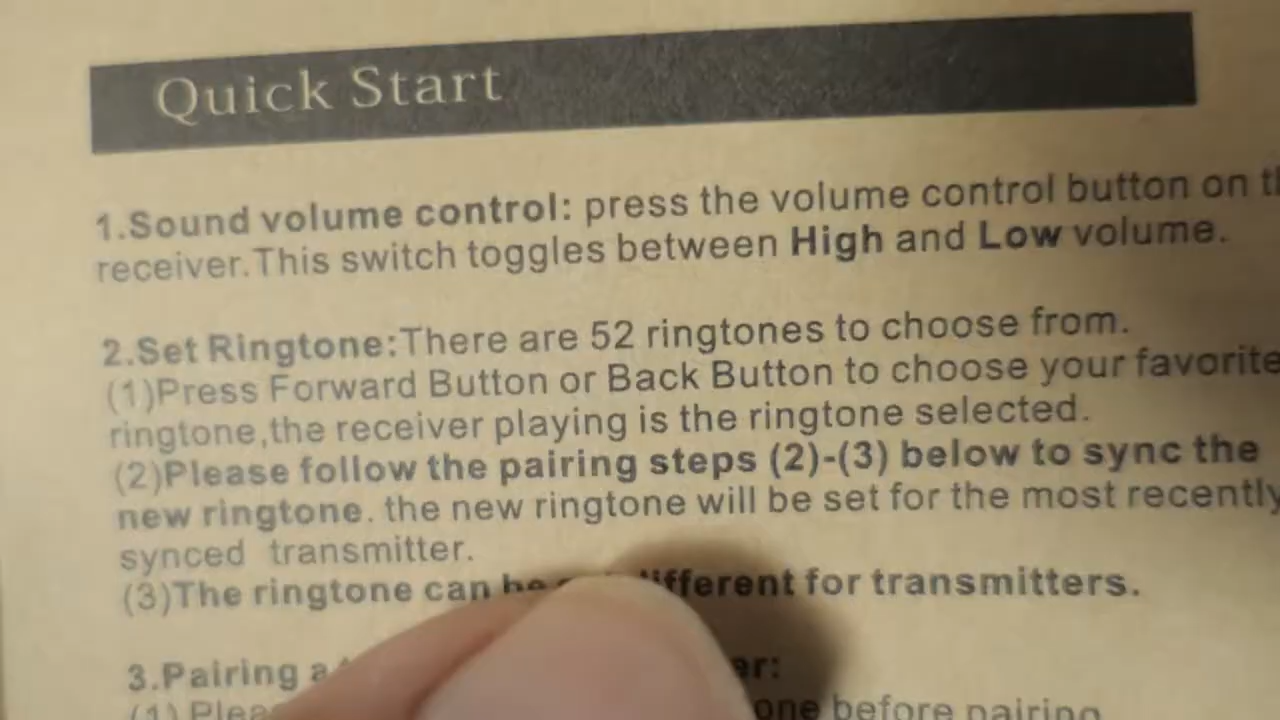 Quick Start
1.Sound volume control: press the volume control button on
receiver.This switch toggles between High and Low volume.
2.Set Ringtone:There are 52 ringtones to choose from.
(1)Press Forward Button or Back Button to choose your favorite
ringtone,the receiver playing is the ringtone selected.
(2)Please follow the pairing steps (2)-(3) below to sync the
new ringtone. the new ringtone will be set for the most recently
synced transmitter.
(3)The ringtone can be different for transmitters.
3.Pairing
(1) before pairing